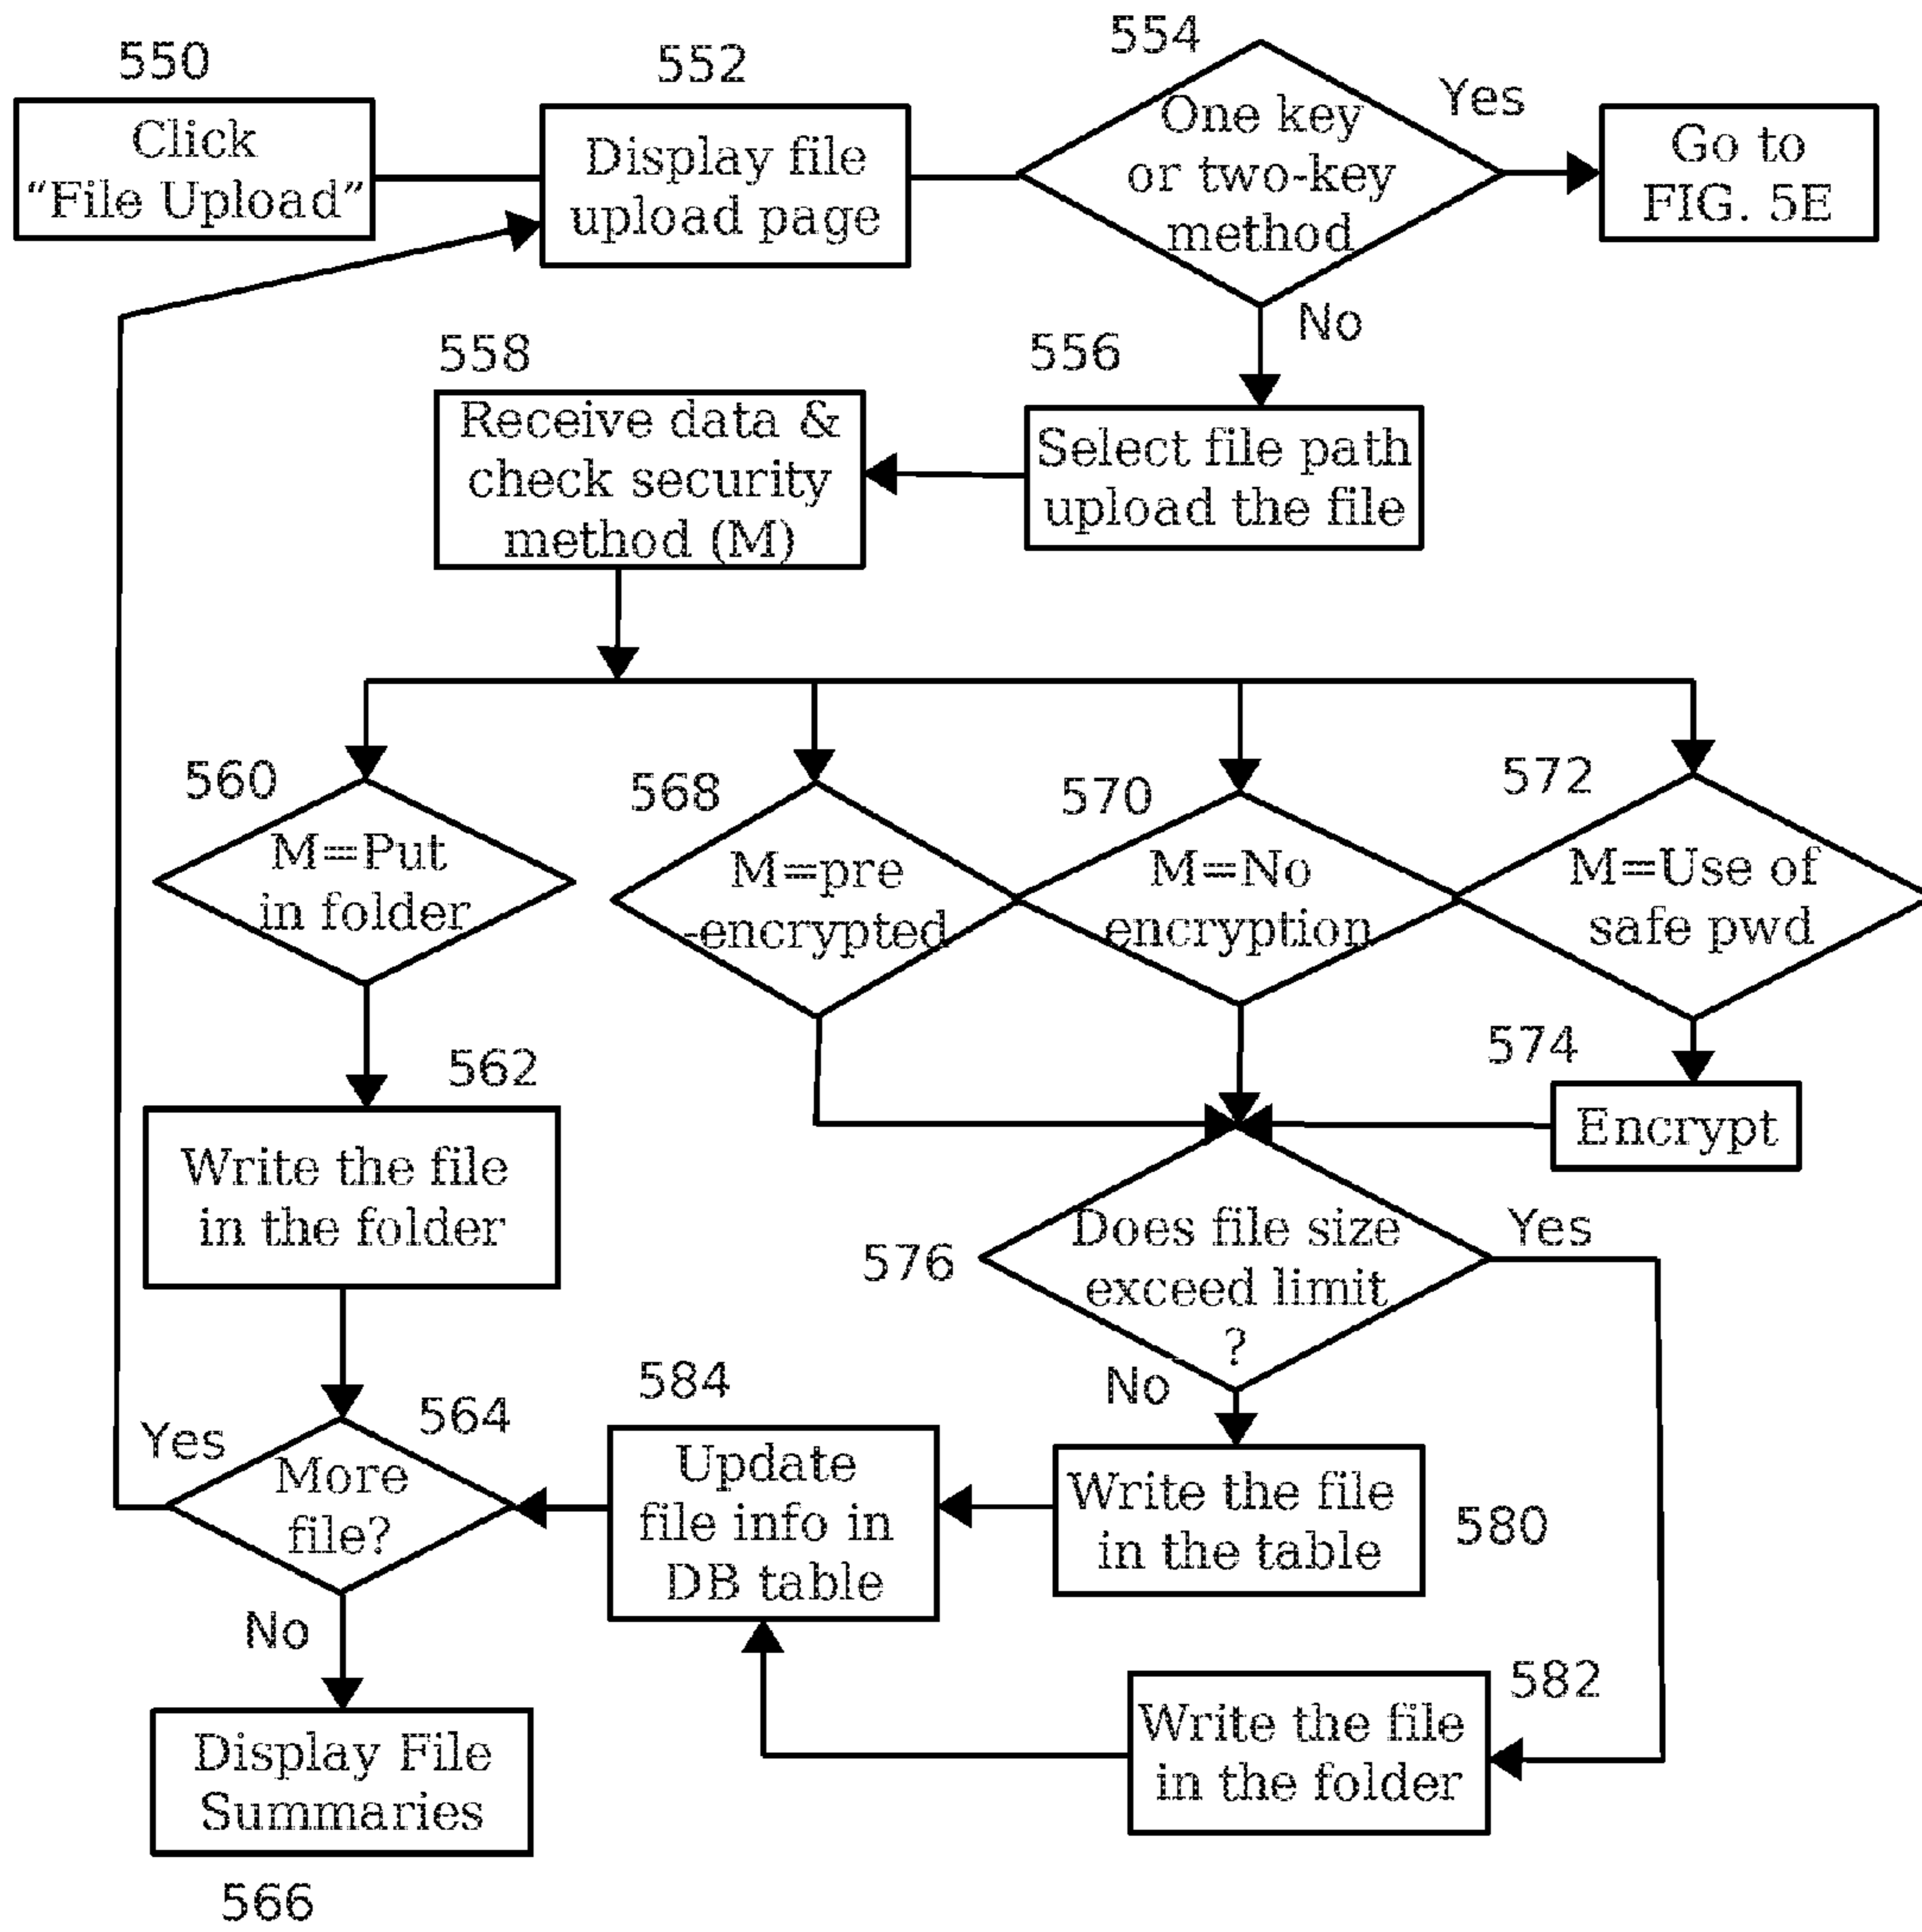 550
Click
“File Upload”
552
Display file
upload page
554
One key
or two-key
method
Yes
Go to
FIG. 5E
No
556
Select file path
upload the file
558
Receive data &
check security
method (M)
560
M=Put
in folder
568
M=pre
-encrypted
570
M=No
encryption
572
M=Use of
safe pwd
574
Encrypt
562
Write the file
in the folder
576
Does file size
exceed limit
?
Yes
No
564
More
file?
Yes
No
584
Update
file info in
DB table
Write the file
in the table
580
582
Write the file
in the folder
Display File
Summaries
566